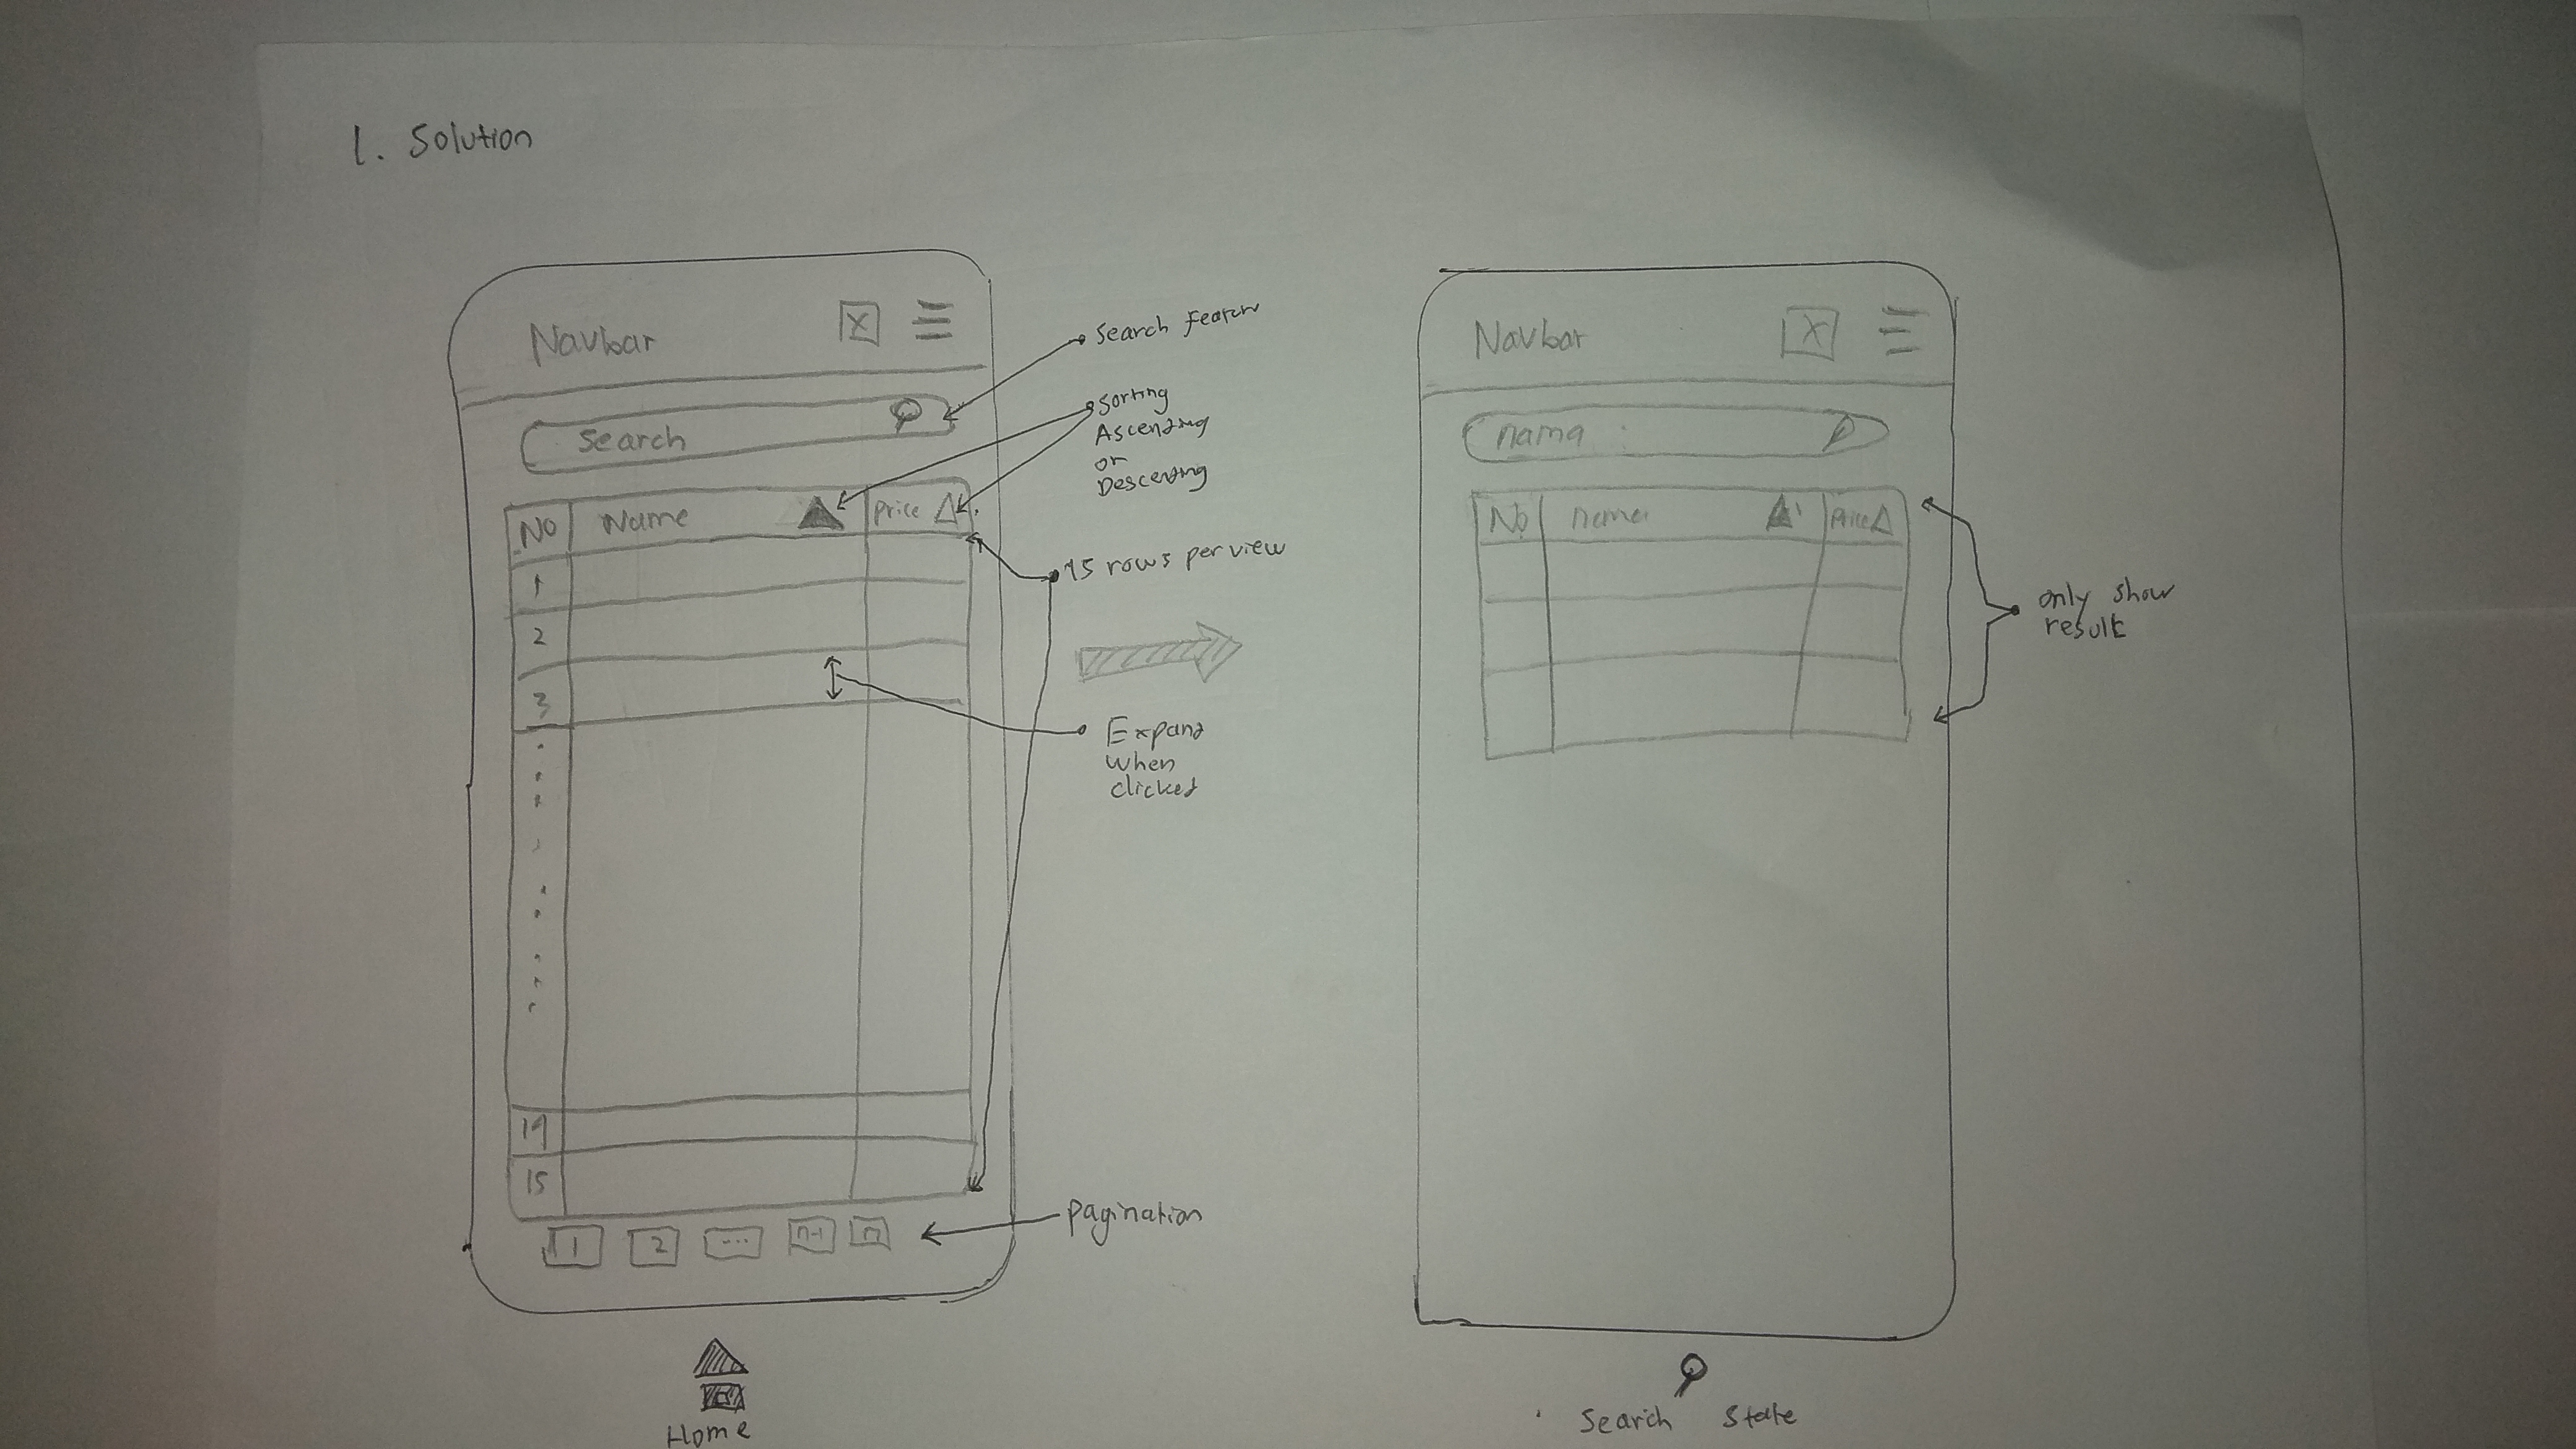 1. Solution
Navbar
X
Search
Search Feature
Sorting
Ascending
or
Descending
No
Name
Price
15 rows per view
1
2
3
Expand
when
clicked
14
15
1
2
...
n-1
n
pagination
Home
Navbar
X
nama
No
nama
Price
only show
result
Search State